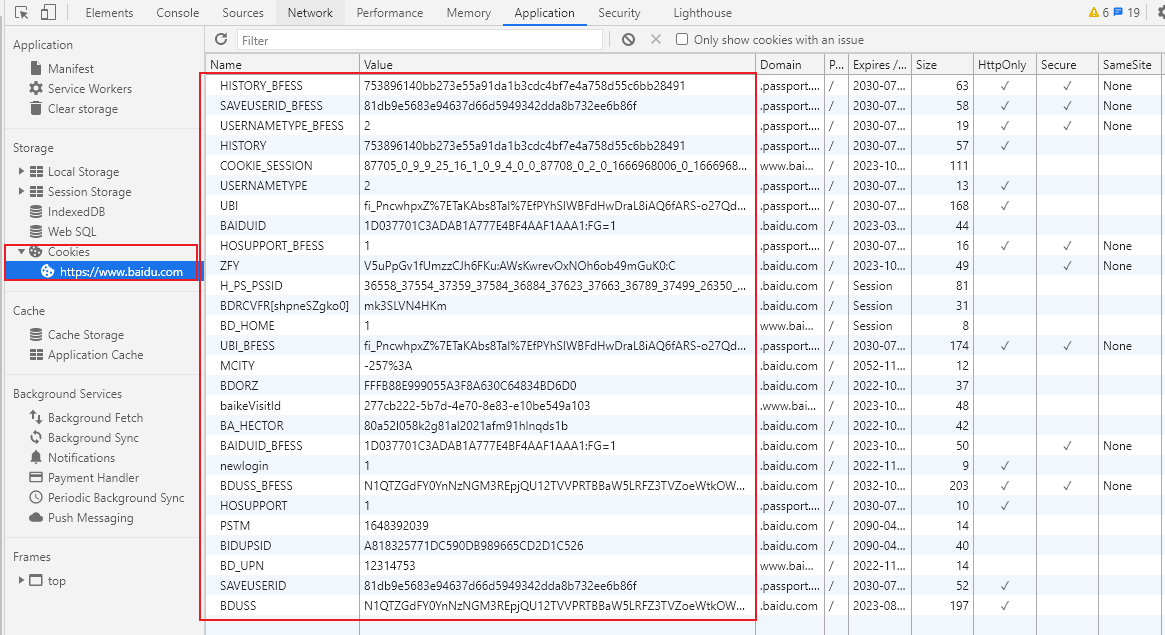 Elements Console Sources Network Performance Memory Application Security Lighthouse 6 19
Application
Manifest
Service Workers
Clear storage
Storage
Local Storage
Session Storage
IndexedDB
Web SQL
Cookies
https://www.baidu.com
Cache
Cache Storage
Application Cache
Background Services
Background Fetch
Background Sync
Notifications
Payment Handler
Periodic Background Sync
Push Messaging
Frames
top
Filter Only show cookies with an issue
Name Value Domain P... Expires /... Size HttpOnly Secure SameSite
HISTORY_BFESS 753896140bb273e55a91da1b3cdc4bf7e4a758d55c6bb28491 .passport.... / 2030-07... 63 ✓ ✓ None
SAVEUSERID_BFESS 81db9e5683e94637d66d5949342dda8b732ee6b86f .passport.... / 2030-07... 58 ✓ ✓ None
USERNAMETYPE_BFESS 2 .passport.... / 2030-07... 19 ✓ ✓ None
HISTORY 753896140bb273e55a91da1b3cdc4bf7e4a758d55c6bb28491 .passport.... / 2030-07... 57 ✓
COOKIE_SESSION 87705_0_9_9_25_16_1_0_9_4_0_0_87708_0_2_0_1666968006_0_1666968... www.bai... / 2023-10... 111
USERNAMETYPE 2 .passport.... / 2030-07... 13 ✓
UBI fi_PncwhpxZ%7ETaKAbs8TaI%7EfPYhSIWBFdHwDraL8iAQ6fARS-o27Qd... .passport.... / 2030-07... 168 ✓
BAIDUID 1D037701C3ADAB1A777E4BF4AAF1AAA1:FG=1 .baidu.com / 2023-03... 44
HOSUPPORT_BFESS 1 .passport.... / 2030-07... 16 ✓ ✓ None
ZFY V5uPpGv1fUmzzCJh6FKu:AWsKwrevOxNOh6ob49mGuK0:C .baidu.com / 2023-10... 49 ✓ None
H_PS_PSSID 36558_37554_37359_37584_36884_37623_37663_36789_37499_26350_... .baidu.com / Session 81
BDRCVFR[shpneSZgko0] mk3SLVN4HKm .baidu.com / Session 31
BD_HOME 1 www.bai... / Session 8
UBI_BFESS fi_PncwhpxZ%7ETaKAbs8TaI%7EfPYhSIWBFdHwDraL8iAQ6fARS-o27Qd... .passport.... / 2030-07... 174 ✓ ✓ None
MCITY -257%3A .baidu.com / 2052-11... 12
BDORZ FFFB88E999055A3F8A630C64834BD6D0 .baidu.com / 2022-10... 37
baikeVisitId 277cb222-5b7d-4e70-8e83-e10be549a103 .www.bai... / 2023-10... 48
BA_HECTOR 80a52l058k2g81al2021afm91hlnqds1b .baidu.com / 2022-10... 42
BAIDUID_BFESS 1D037701C3ADAB1A777E4BF4AAF1AAA1:FG=1 .baidu.com / 2023-10... 50 ✓ None
newlogin 1 .baidu.com / 2022-11... 9 ✓
BDUSS_BFESS N1QTZGdFY0YnNzNGM3REpjQU12TVVPRTBBaW5LRFZ3TVZoeWtkOW... .baidu.com / 2032-10... 203 ✓ ✓ None
HOSUPPORT 1 .passport.... / 2030-07... 10 ✓
PSTM 1648392039 .baidu.com / 2090-04... 14
BIDUPSID A818325771DC590DB989665CD2D1C526 .baidu.com / 2090-04... 40
BD_UPN 12314753 www.bai... / 2022-11... 14
SAVEUSERID 81db9e5683e94637d66d5949342dda8b732ee6b86f .passport.... / 2030-07... 52 ✓
BDUSS N1QTZGdFY0YnNzNGM3REpjQU12TVVPRTBBaW5LRFZ3TVZoeWtkOW... .baidu.com / 2023-08... 197 ✓